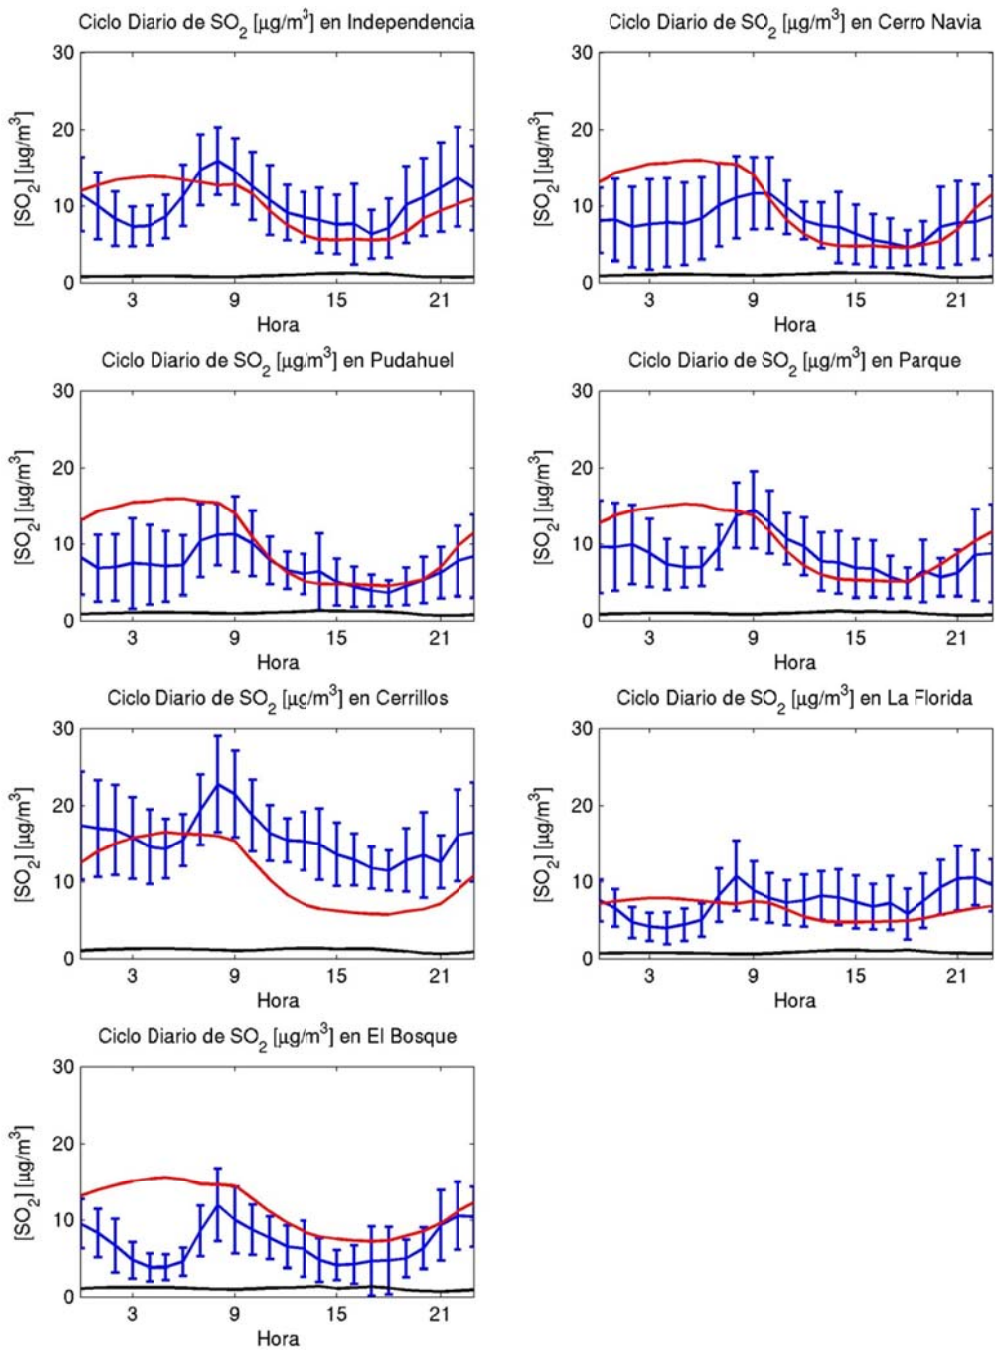 Ciclo Diario de SO2 [µg/m3] en Independencia
30
20
10
0
[SO2] [µg/m3]
3 9 15 21
Hora
Ciclo Diario de SO2 [µg/m3] en Cerro Navia
30
20
10
0
[SO2] [µg/m3]
3 9 15 21
Hora
Ciclo Diario de SO2 [µg/m3] en Pudahuel
30
20
10
0
[SO2] [µg/m3]
3 9 15 21
Hora
Ciclo Diario de SO2 [µg/m3] en Parque
30
20
10
0
[SO2] [µg/m3]
3 9 15 21
Hora
Ciclo Diario de SO2 [µg/m3] en Cerrillos
30
20
10
0
[SO2] [µg/m3]
3 9 15 21
Hora
Ciclo Diario de SO2 [µg/m3] en La Florida
30
20
10
0
[SO2] [µg/m3]
3 9 15 21
Hora
Ciclo Diario de SO2 [µg/m3] en El Bosque
30
20
10
0
[SO2] [µg/m3]
3 9 15 21
Hora